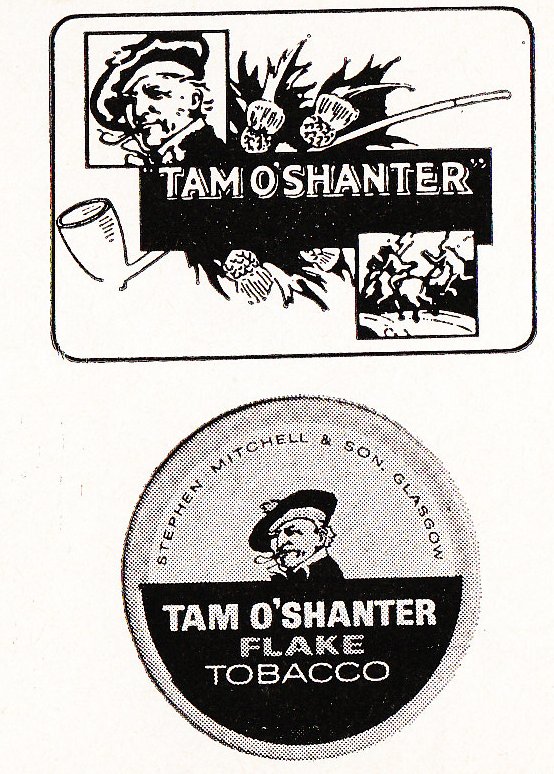 "TAM O'SHANTER"
STEPHEN MITCHELL & SON, GLASGOW
TAM O'SHANTER
FLAKE
TOBACCO